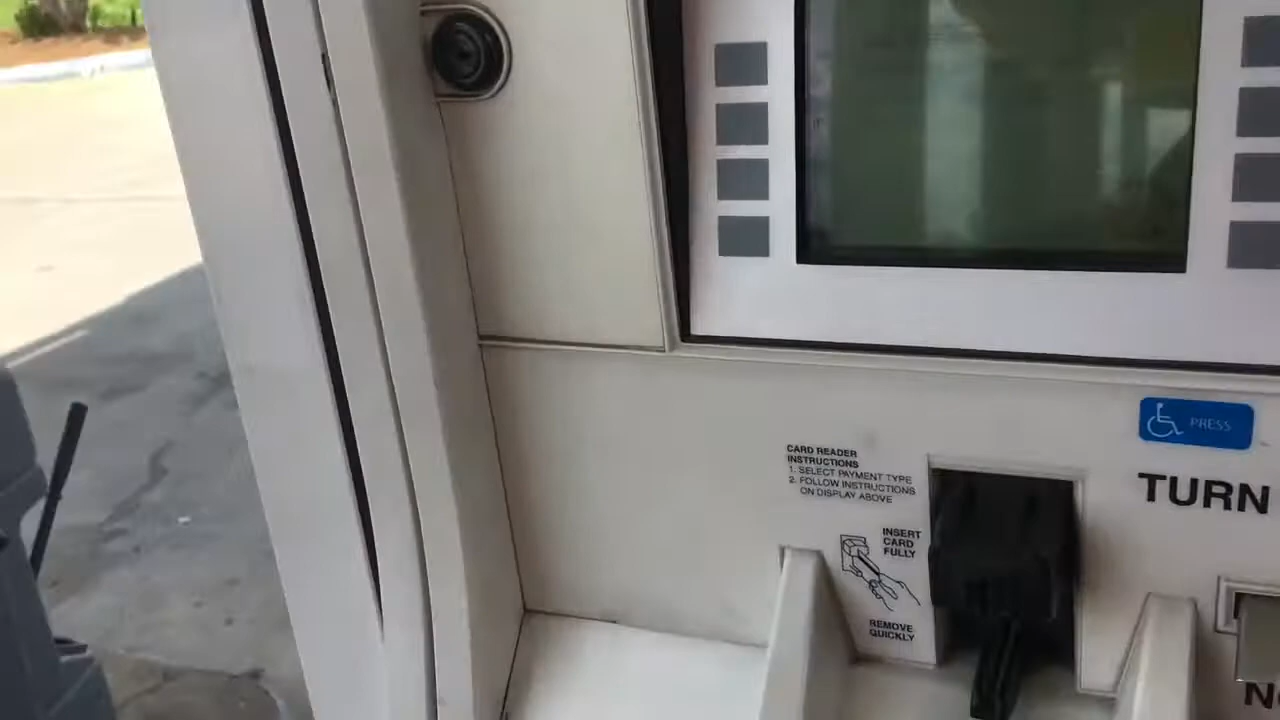 PRESS
CARD READER
INSTRUCTIONS
1. SELECT PAYMENT TYPE
2. FOLLOW INSTRUCTIONS
ON DISPLAY ABOVE
TURN
INSERT
CARD
FULLY
REMOVE
QUICKLY